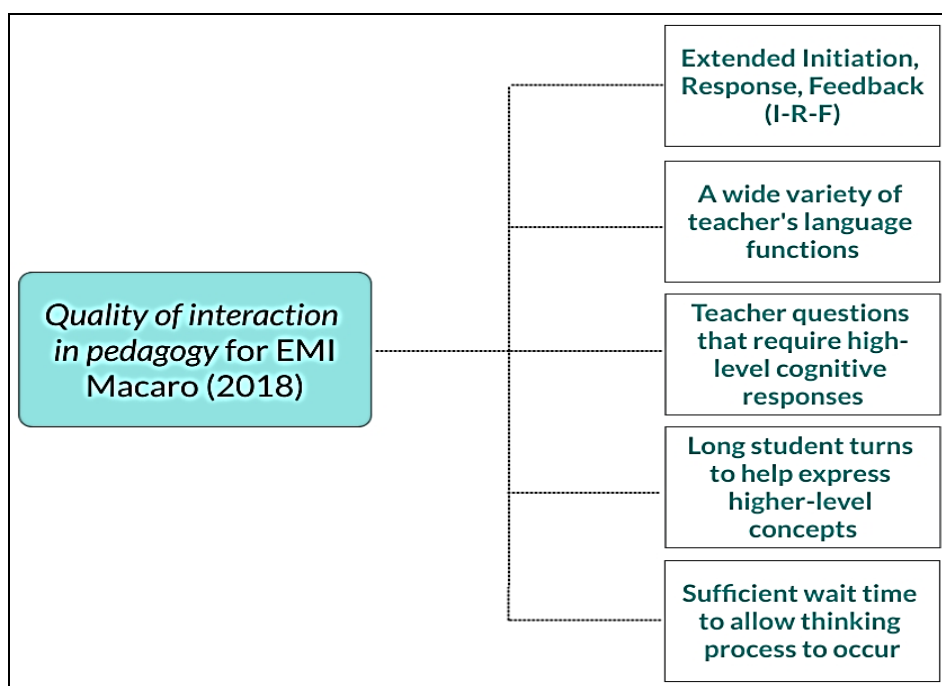 Quality of interaction
in pedagogy for EMI
Macaro (2018)
Extended Initiation,
Response, Feedback
(I-R-F)
A wide variety of
teacher's language
functions
Teacher questions
that require high-
level cognitive
responses
Long student turns
to help express
higher-level
concepts
Sufficient wait time
to allow thinking
process to occur